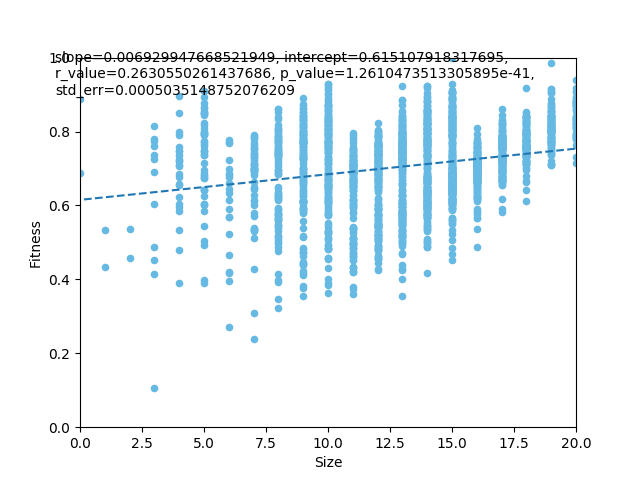 slope=0.006929947668521949, intercept=0.615107918317695,
r_value=0.2630550261437686, p_value=1.2610473513305895e-41,
std_err=0.0005035148752076209
1.0
0.8
0.6
0.4
0.2
0.0
Fitness
0.0 2.5 5.0 7.5 10.0 12.5 15.0 17.5 20.0
Size